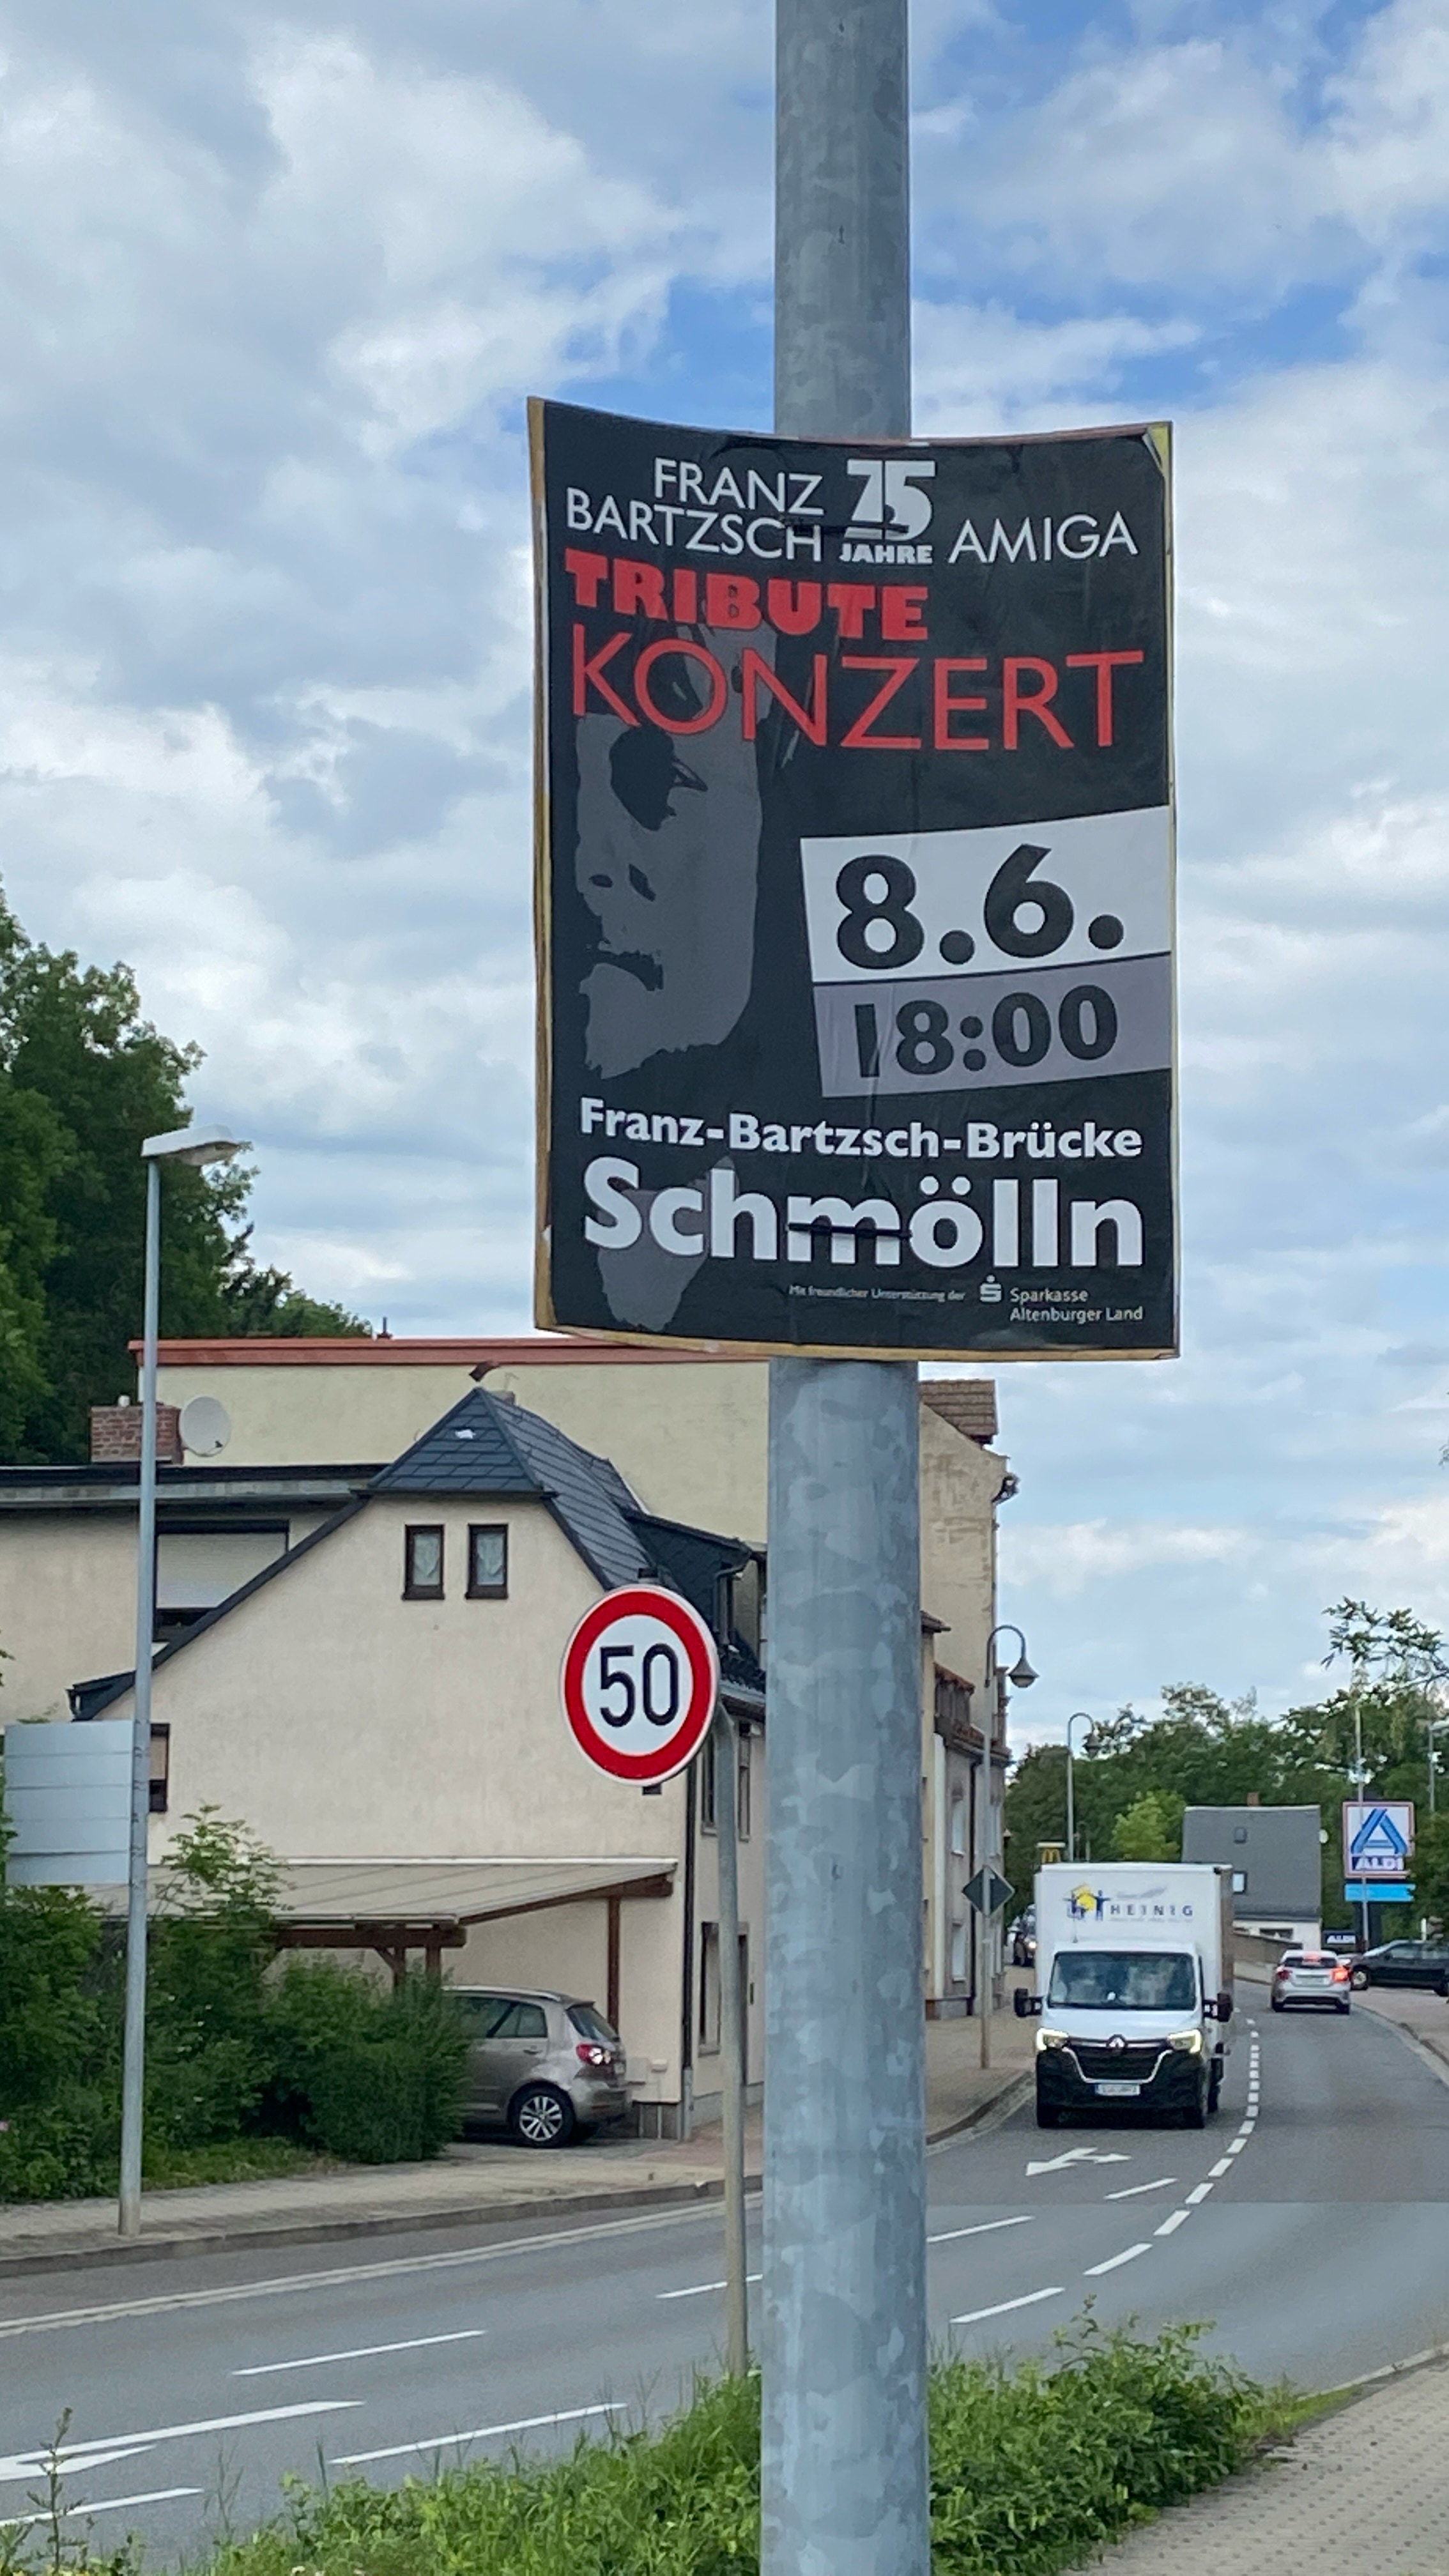 FRANZ
BARTZSCH
75
JAHRE
AMIGA
TRIBUTE
KONZERT
8.6.
18:00
Franz-Bartzsch-Brücke
Schmölln
Mit freundlicher Unterstützung der
Sparkasse
Altenburger Land
50
HEINIG
ALDI
ALDI